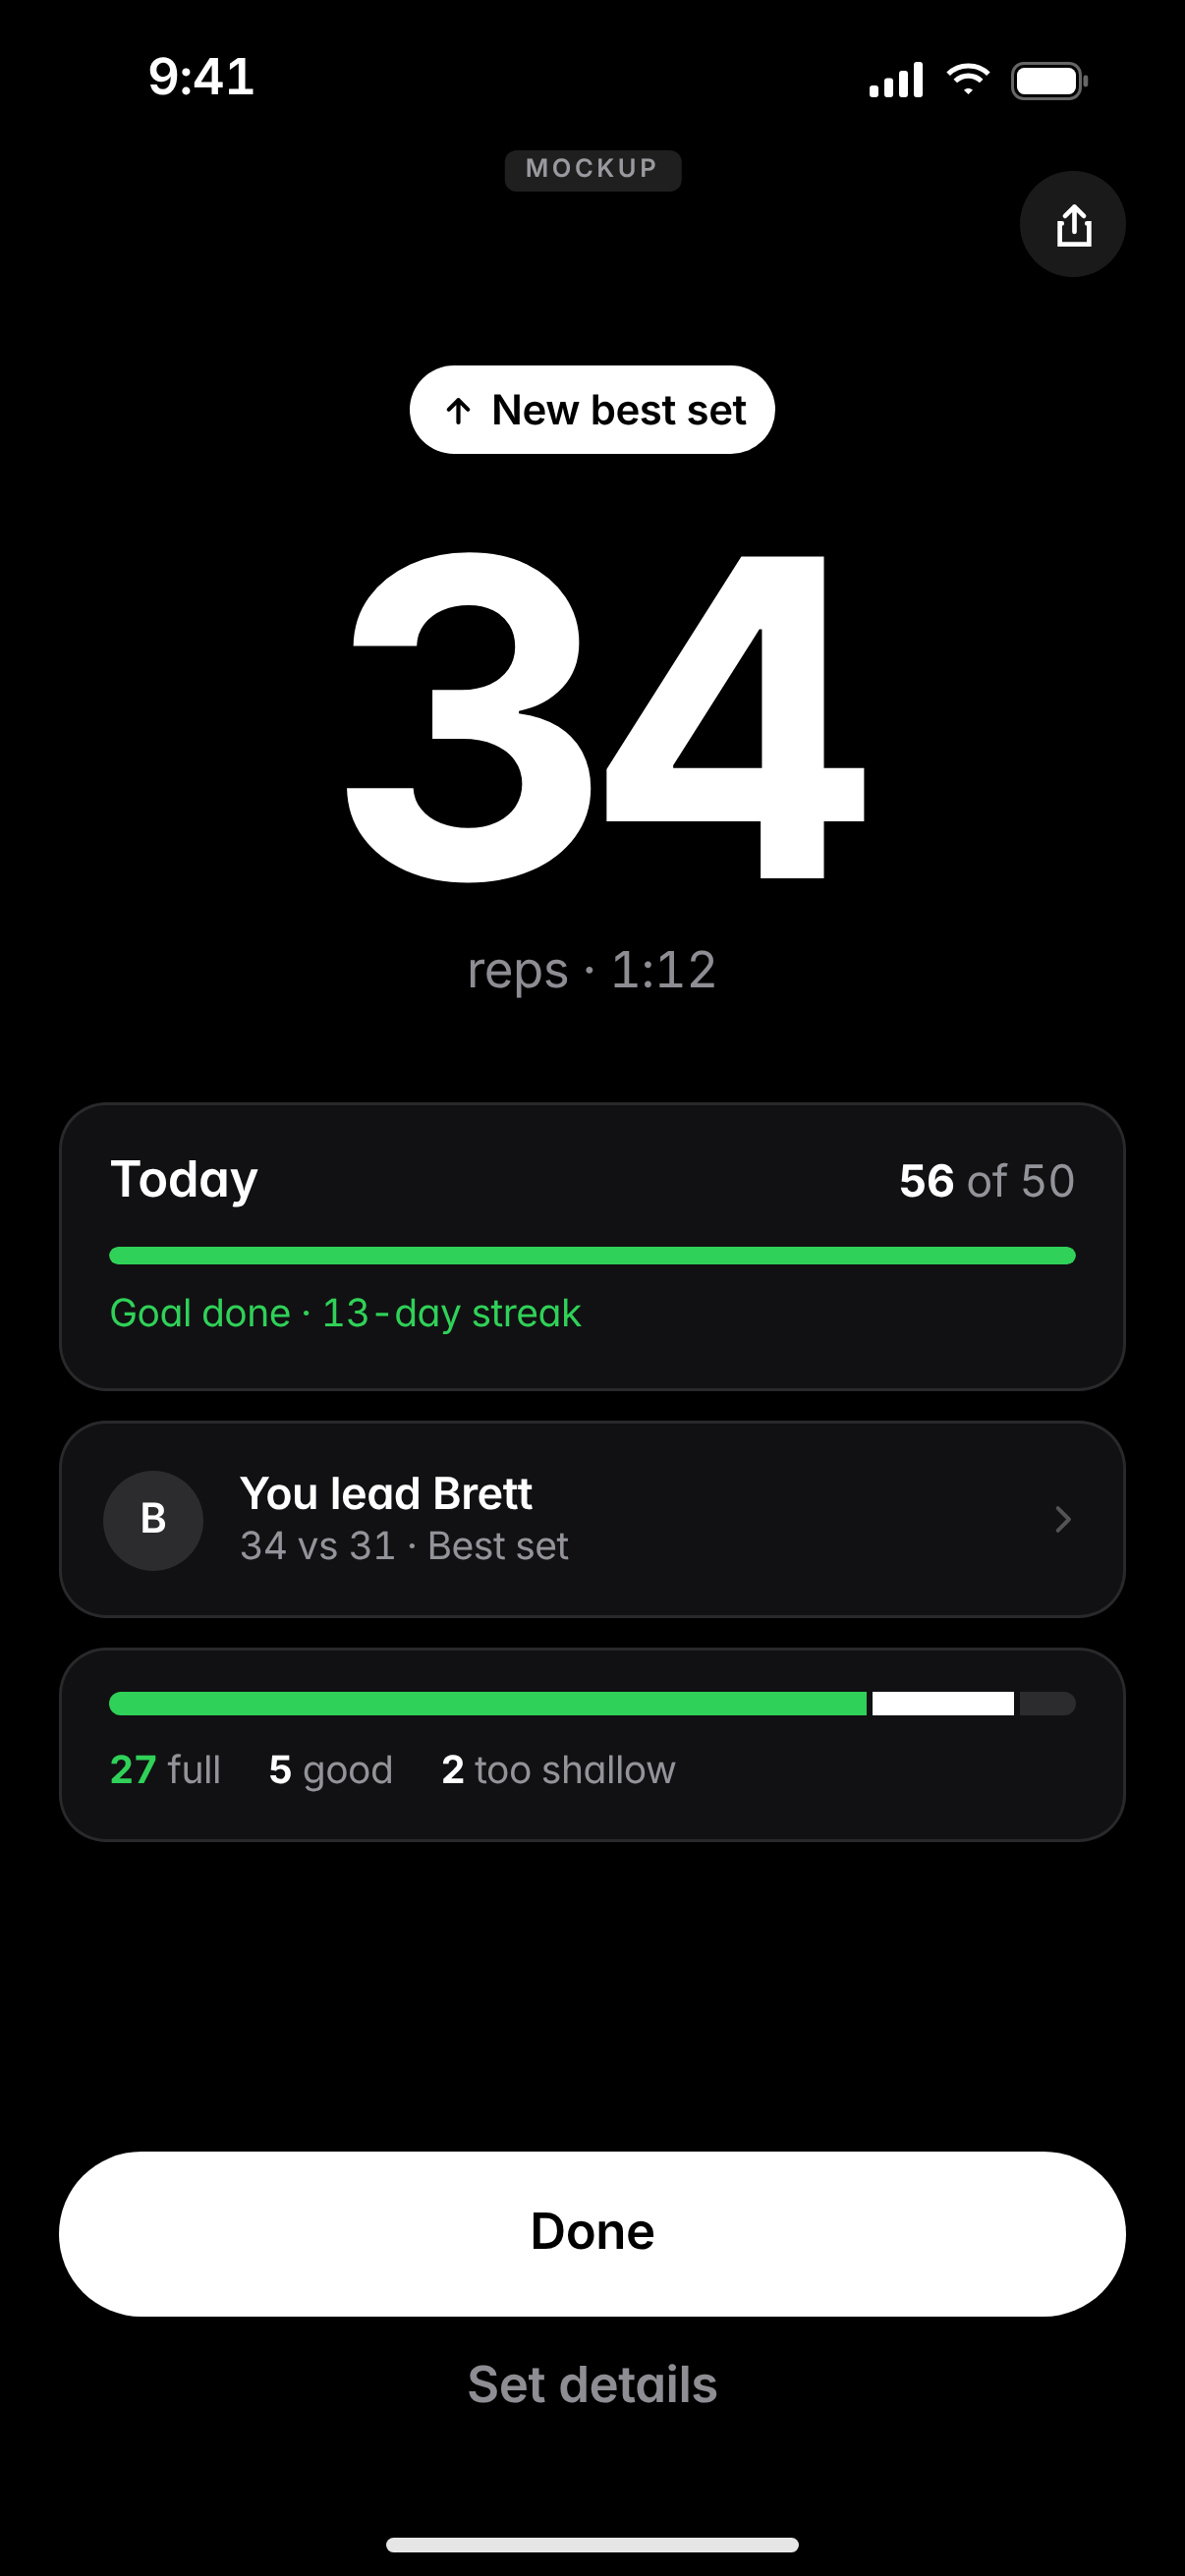 9:41
MOCKUP
↑ New best set
34
reps · 1:12
Today
56 of 50
Goal done · 13-day streak
B
You lead Brett
34 vs 31 · Best set
27 full 5 good 2 too shallow
Done
Set details